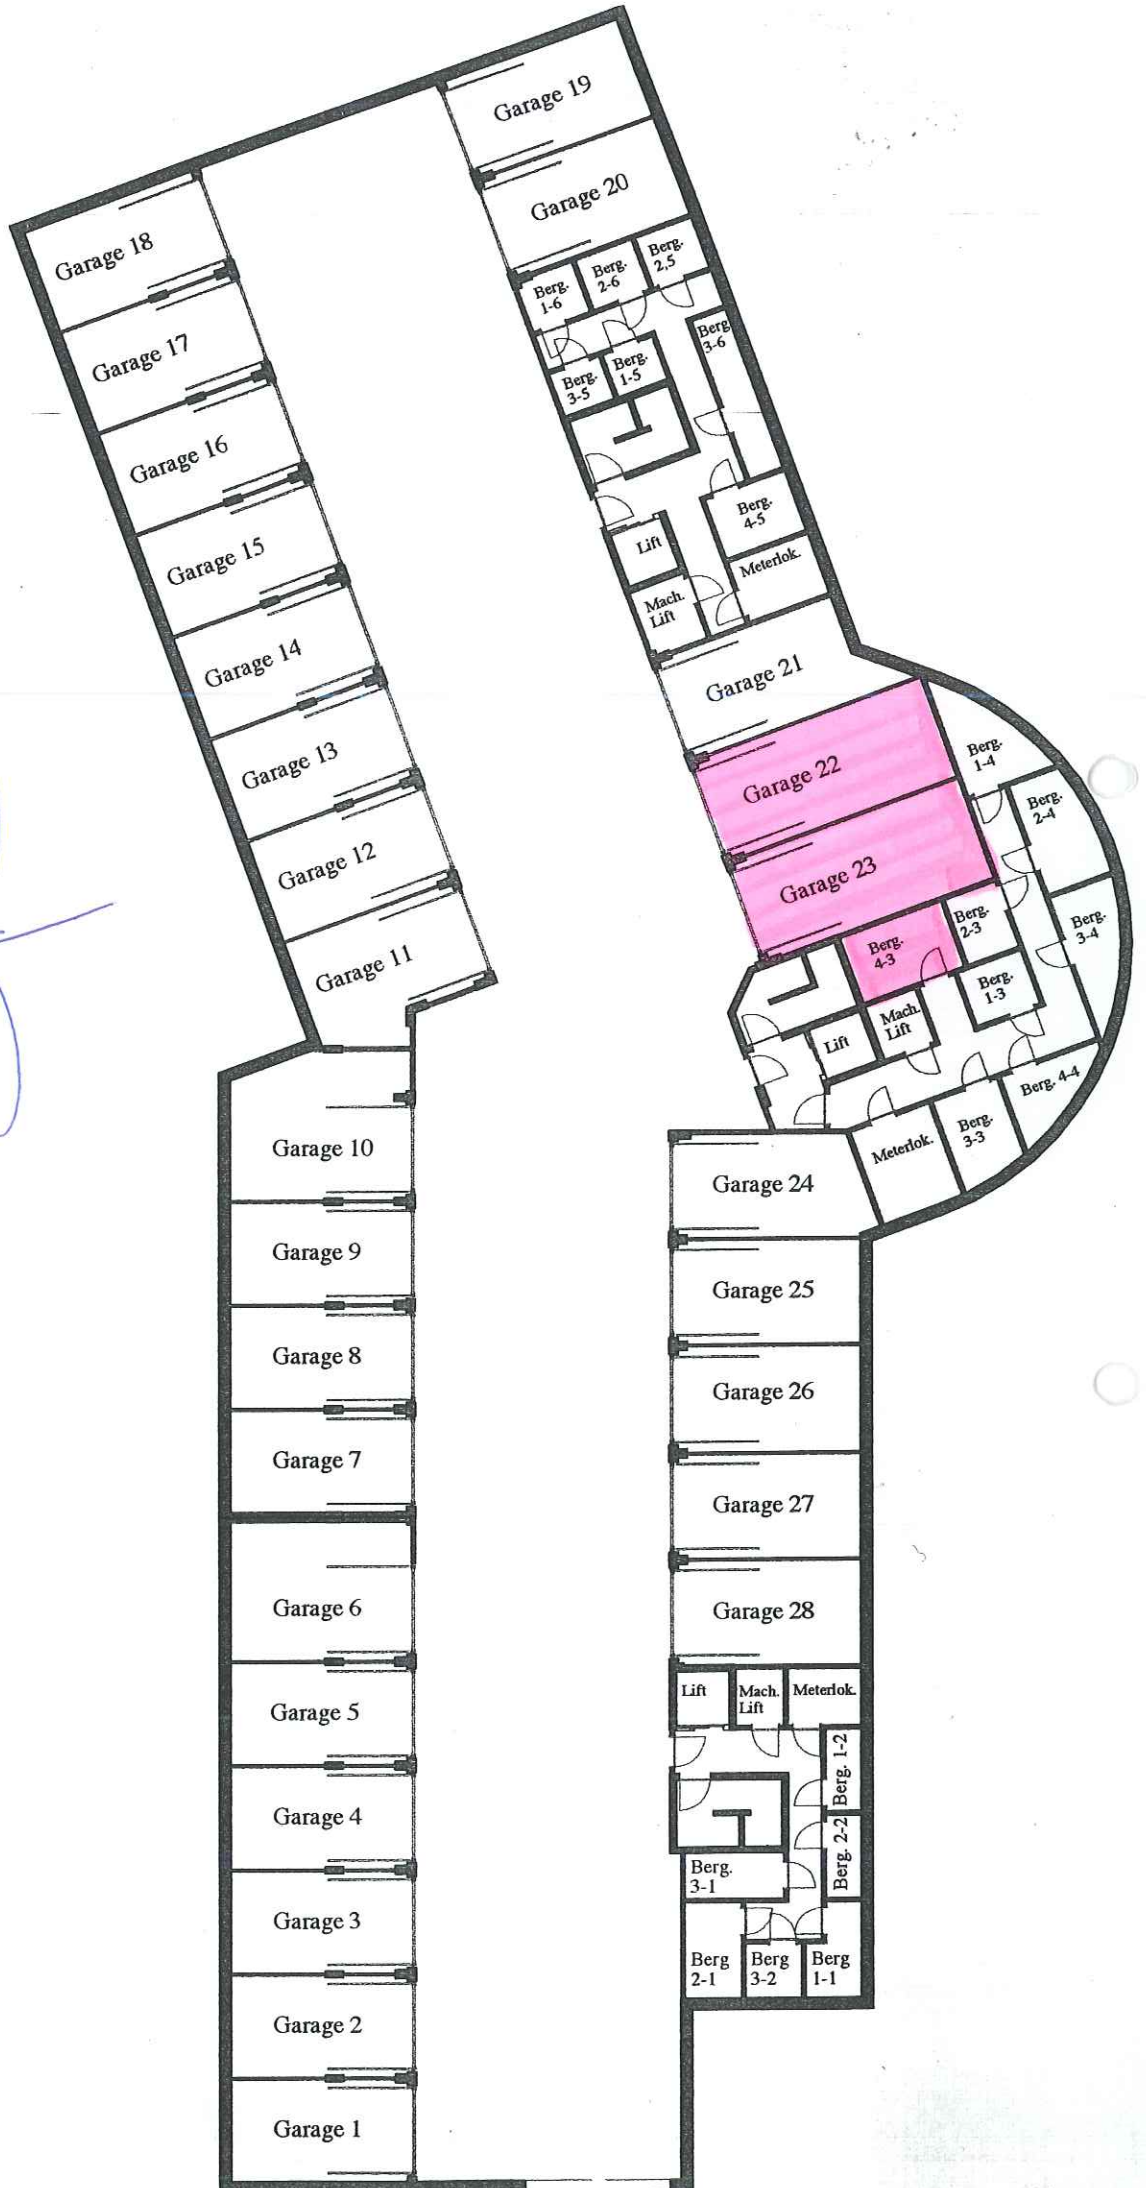 Garage 19
Garage 20
Garage 18
Berg.
2,5
Berg.
2-6
Berg.
1-6
Garage 17
Berg
3-6
Berg.
1-5
Berg.
3-5
Garage 16
Berg.
4-5
Lift
Garage 15
Meterlok.
Mach.
Lift
Garage 14
Garage 21
Garage 13
Garage 22
Berg.
1-4
Berg.
2-4
Garage 12
Garage 23
Berg.
2-3
Berg.
3-4
Berg.
4-3
Garage 11
Berg.
1-3
Mach.
Lift
Lift
Berg. 4-4
Garage 10
Meterlok.
Berg.
3-3
Garage 24
Garage 9
Garage 25
Garage 8
Garage 26
Garage 7
Garage 27
Garage 6
Garage 28
Lift
Mach.
Lift
Meterlok.
Garage 5
Berg. 1-2
Garage 4
Berg. 2-2
Berg.
3-1
Garage 3
Berg
2-1
Berg
3-2
Berg
1-1
Garage 2
Garage 1